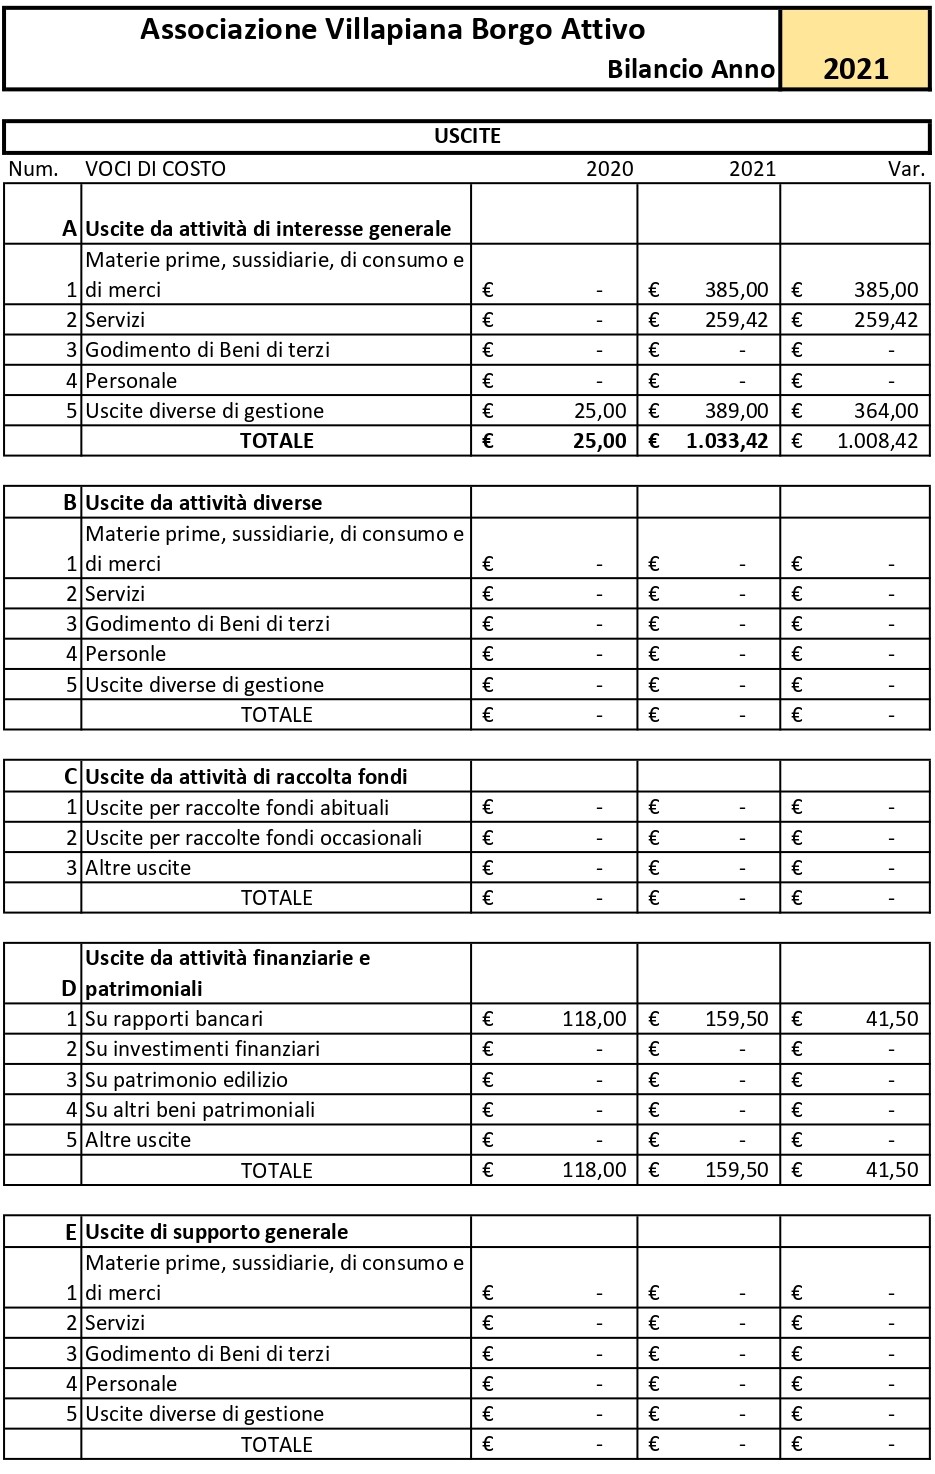 Associazione Villapiana Borgo Attivo
Bilancio Anno 2021
USCITE
Num. VOCI DI COSTO 2020 2021 Var.
A Uscite da attività di interesse generale
Materie prime, sussidiarie, di consumo e
1 di merci € - € 385,00 € 385,00
2 Servizi € - € 259,42 € 259,42
3 Godimento di Beni di terzi € - € - € -
4 Personale € - € - € -
5 Uscite diverse di gestione € 25,00 € 389,00 € 364,00
TOTALE € 25,00 € 1.033,42 € 1.008,42
B Uscite da attività diverse
Materie prime, sussidiarie, di consumo e
1 di merci € - € - € -
2 Servizi € - € - € -
3 Godimento di Beni di terzi € - € - € -
4 Personle € - € - € -
5 Uscite diverse di gestione € - € - € -
TOTALE € - € - € -
C Uscite da attività di raccolta fondi
1 Uscite per raccolte fondi abituali € - € - € -
2 Uscite per raccolte fondi occasionali € - € - € -
3 Altre uscite € - € - € -
TOTALE € - € - € -
Uscite da attività finanziarie e
D patrimoniali
1 Su rapporti bancari € 118,00 € 159,50 € 41,50
2 Su investimenti finanziari € - € - € -
3 Su patrimonio edilizio € - € - € -
4 Su altri beni patrimoniali € - € - € -
5 Altre uscite € - € - € -
TOTALE € 118,00 € 159,50 € 41,50
E Uscite di supporto generale
Materie prime, sussidiarie, di consumo e
1 di merci € - € - € -
2 Servizi € - € - € -
3 Godimento di Beni di terzi € - € - € -
4 Personale € - € - € -
5 Uscite diverse di gestione € - € - € -
TOTALE € - € - € -